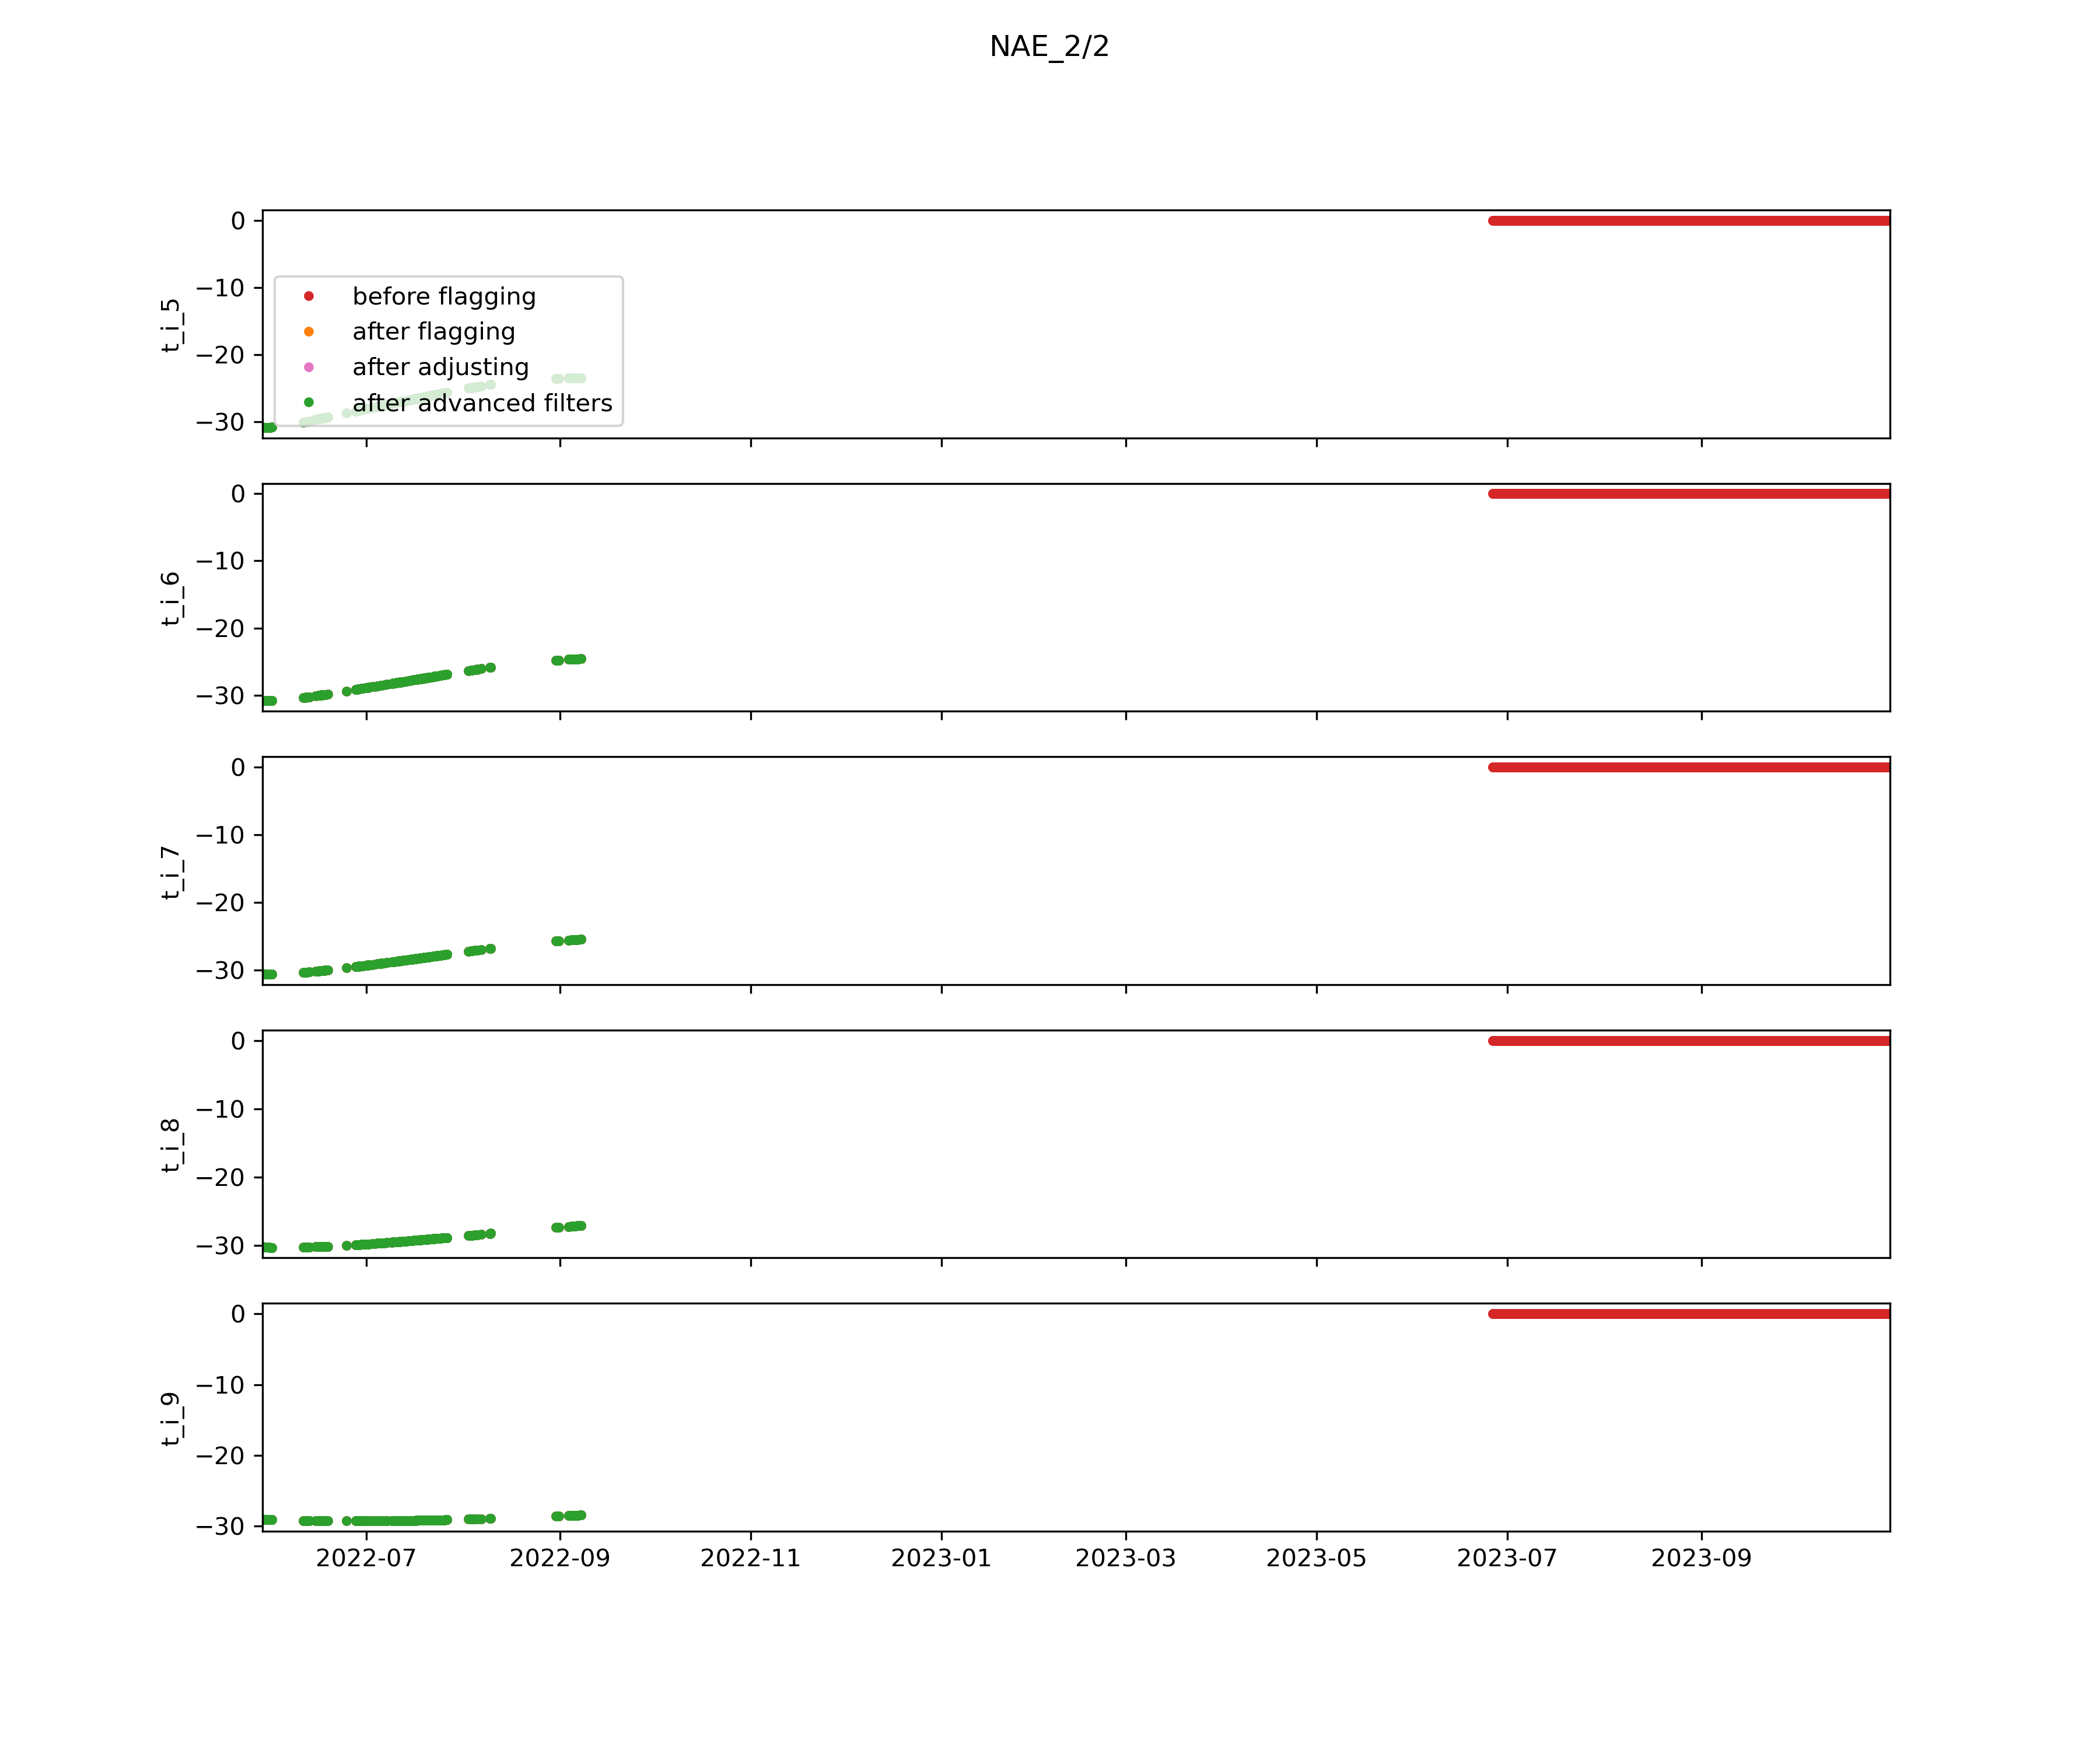 NAE_2/2
0
−10
−20
−30
t_i_5
before flagging
after flagging
after adjusting
after advanced filters
0
−10
−20
−30
t_i_6
0
−10
−20
−30
t_i_7
0
−10
−20
−30
t_i_8
0
−10
−20
−30
t_i_9
2022-07 2022-09 2022-11 2023-01 2023-03 2023-05 2023-07 2023-09